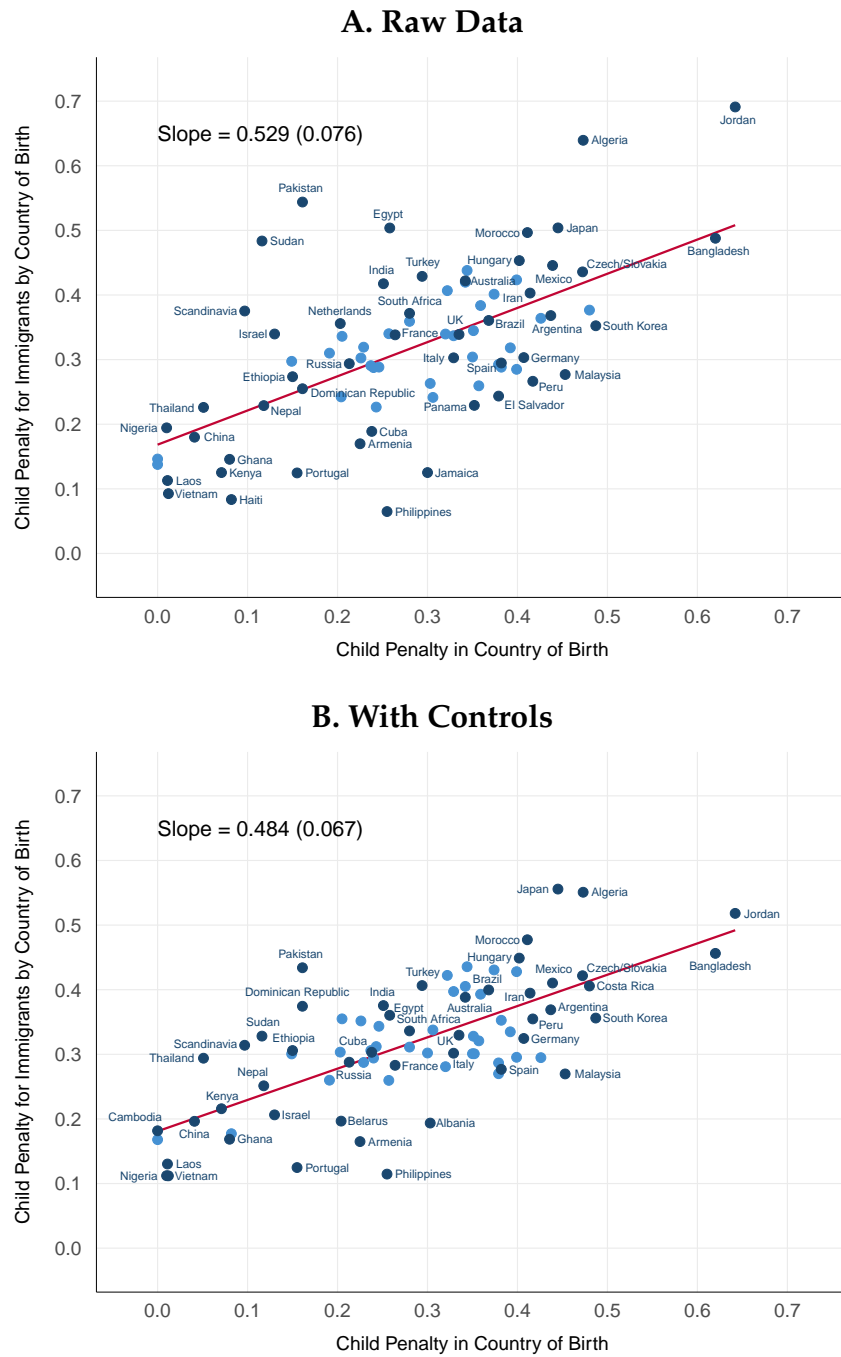 A. Raw Data
Child Penalty for Immigrants by Country of Birth
0.7
0.6
0.5
0.4
0.3
0.2
0.1
0.0
Slope = 0.529 (0.076)
Jordan
Algeria
Pakistan
Egypt
Sudan
Morocco
Japan
Bangladesh
Turkey
Hungary
Czech/Slovakia
India
Australia
Mexico
Scandinavia
Netherlands
South Africa
Iran
Israel
France
UK
Brazil
Argentina
South Korea
Russia
Italy
Spain
Germany
Ethiopia
Dominican Republic
Peru
Malaysia
Thailand
Nepal
Panama
El Salvador
Nigeria
China
Cuba
Armenia
Ghana
Kenya
Portugal
Jamaica
Laos
Vietnam
Haiti
Philippines
0.0 0.1 0.2 0.3 0.4 0.5 0.6 0.7
Child Penalty in Country of Birth
B. With Controls
Child Penalty for Immigrants by Country of Birth
0.7
0.6
0.5
0.4
0.3
0.2
0.1
0.0
Slope = 0.484 (0.067)
Japan
Algeria
Jordan
Morocco
Pakistan
Hungary
Bangladesh
Turkey
Brazil
Mexico
Czech/Slovakia
Dominican Republic
India
Iran
Costa Rica
Egypt
Australia
Argentina
Sudan
South Africa
Peru
South Korea
Scandinavia
Ethiopia
Cuba
UK
Germany
Thailand
Nepal
Russia
France
Italy
Spain
Malaysia
Kenya
Cambodia
China
Israel
Belarus
Albania
Ghana
Armenia
Laos
Nigeria
Vietnam
Portugal
Philippines
0.0 0.1 0.2 0.3 0.4 0.5 0.6 0.7
Child Penalty in Country of Birth